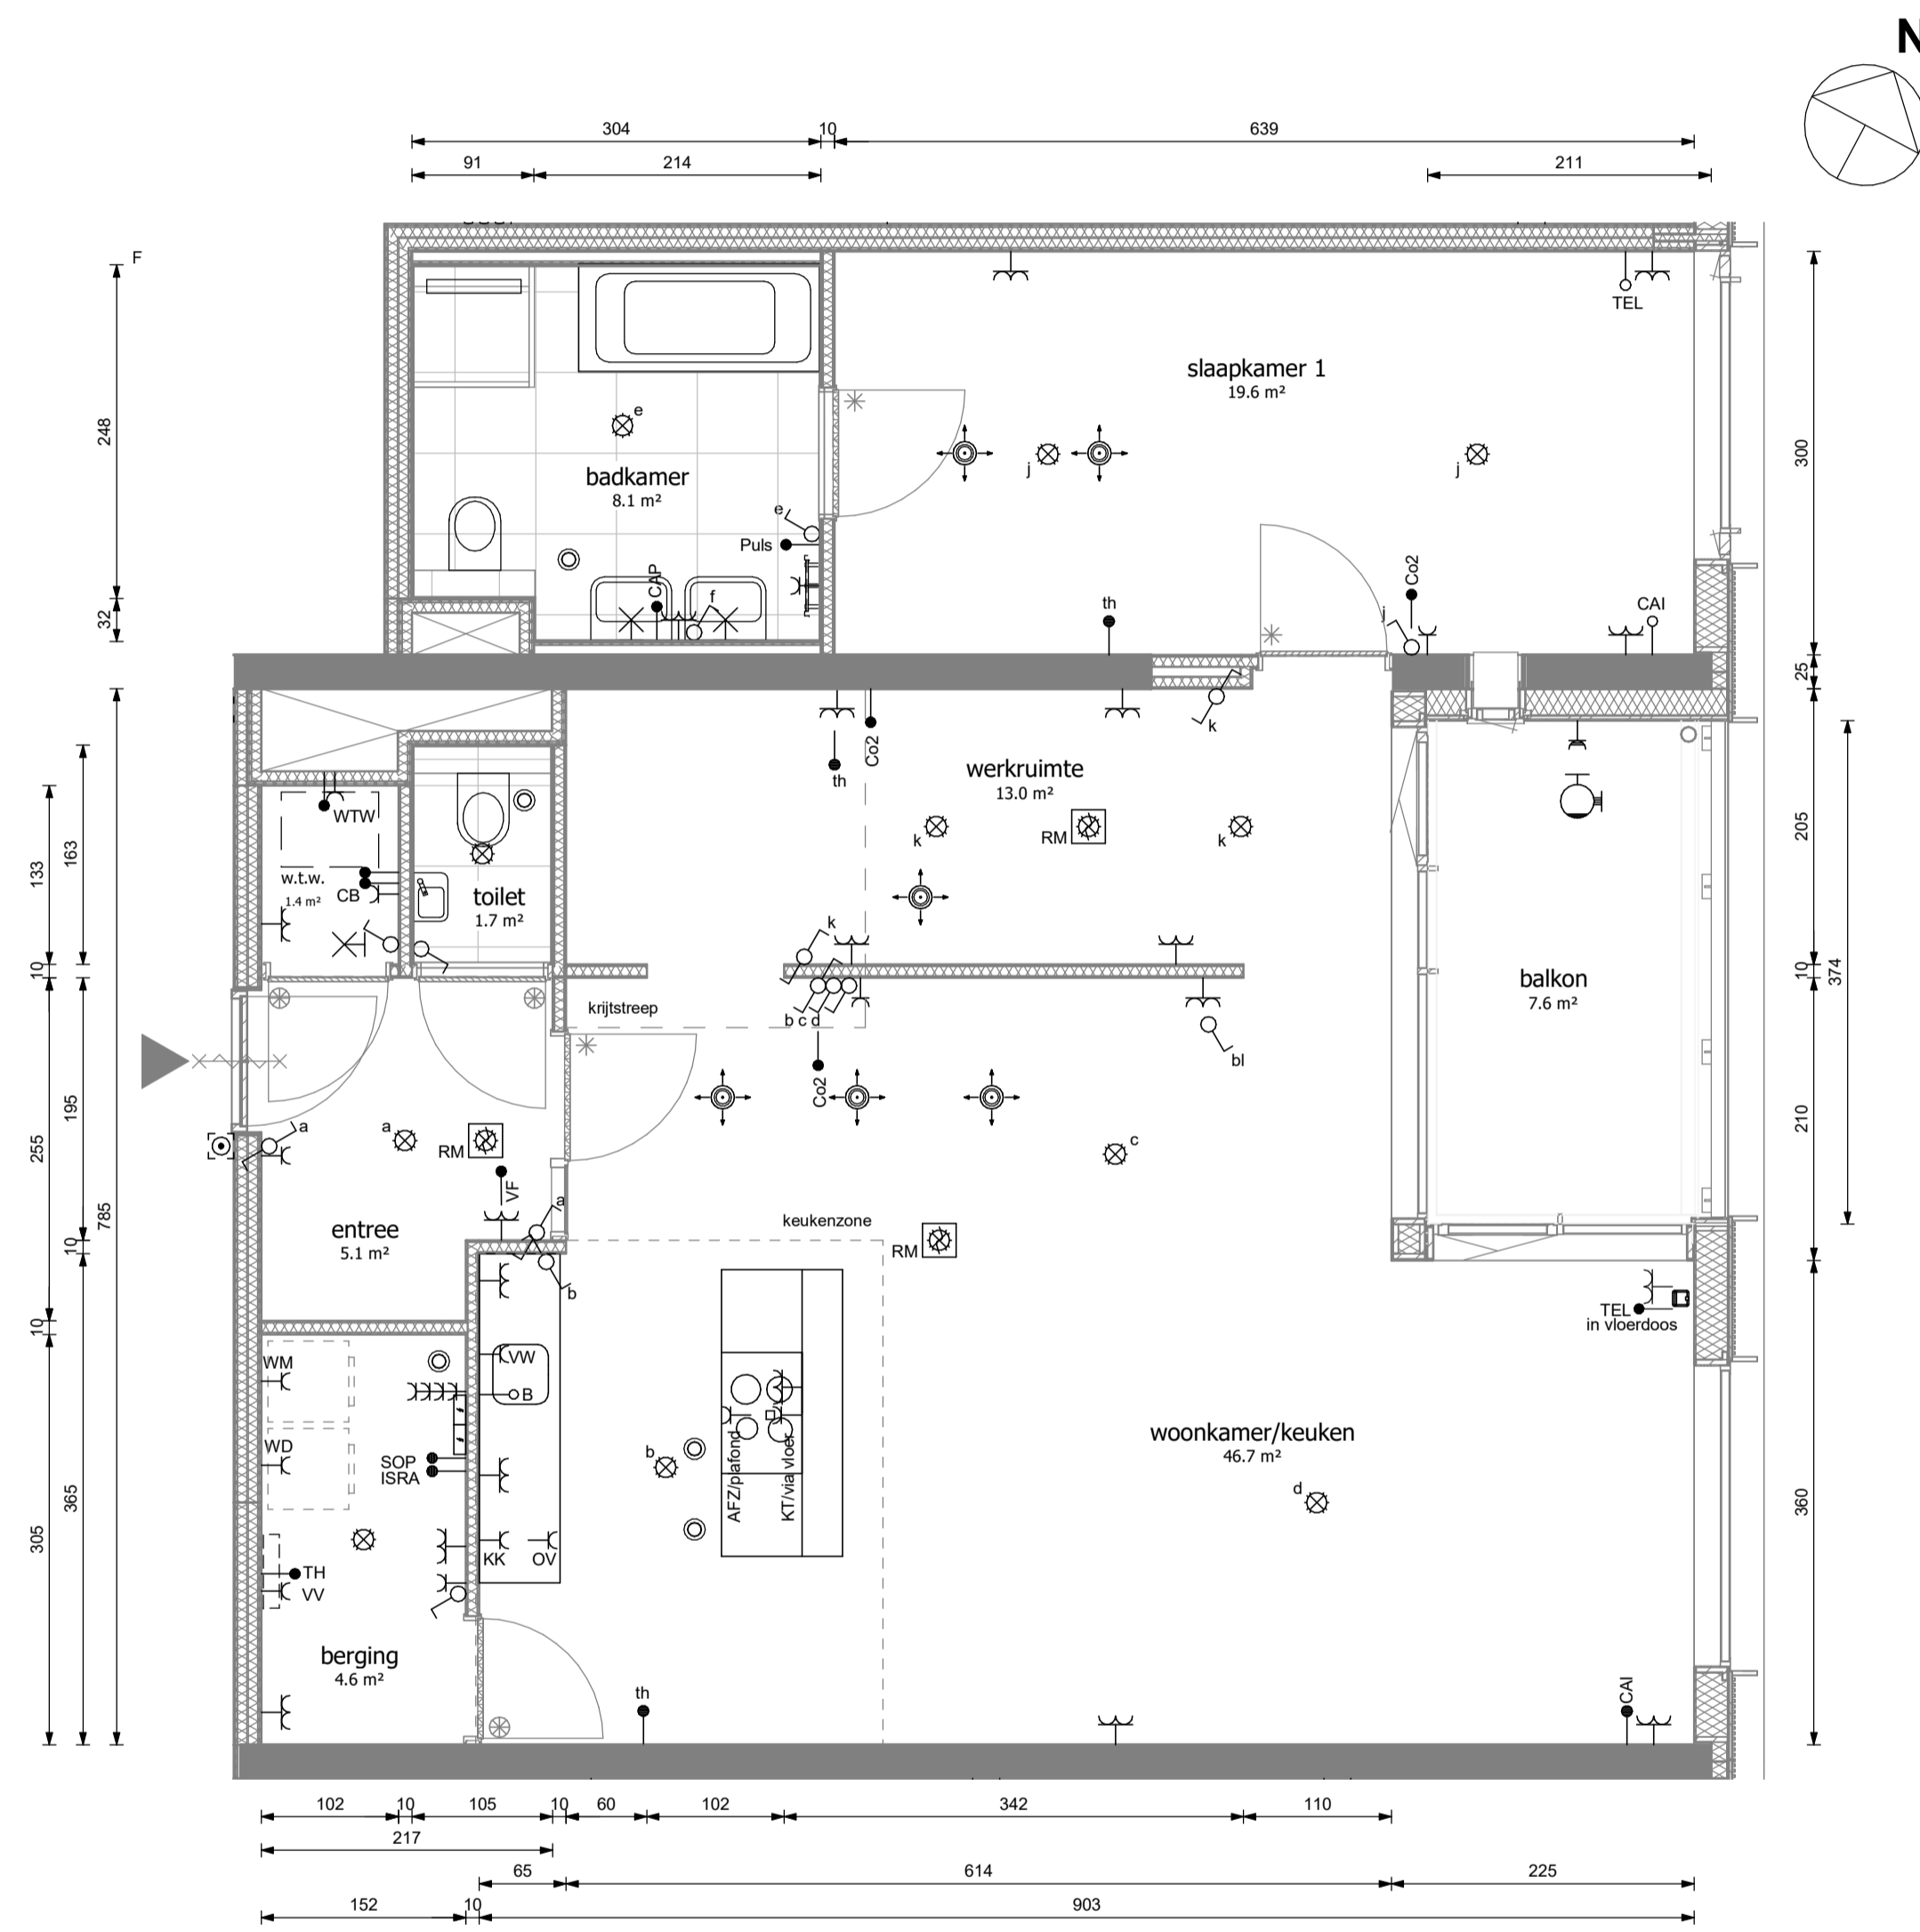 N
304
10
639
91
214
211
F
TEL
slaapkamer 1
19.6 m²
248
e
j
j
300
badkamer
8.1 m²
e
Puls
CAP
f
Co2
j
th
CAI
32
25
k
Co2
th
werkruimte
13.0 m²
WTW
k
RM
k
205
163
133
w.t.w.
1.4 m²
CB
toilet
1.7 m²
k
10
10
374
balkon
7.6 m²
krijtstreep
b c d
bl
Co2
195
255
a
a
RM
c
210
VF
a
785
entree
5.1 m²
keukenzone
RM
10
b
TEL
in vloerdoos
10
WM
VW
B
WD
SOP
ISRA
b
AFZ/plafond
KT/via vloer
woonkamer/keuken
46.7 m²
d
365
305
360
KK
OV
TH
VV
berging
4.6 m²
th
CAI
102
10
105
10
60
102
342
110
217
65
614
225
152
10
903